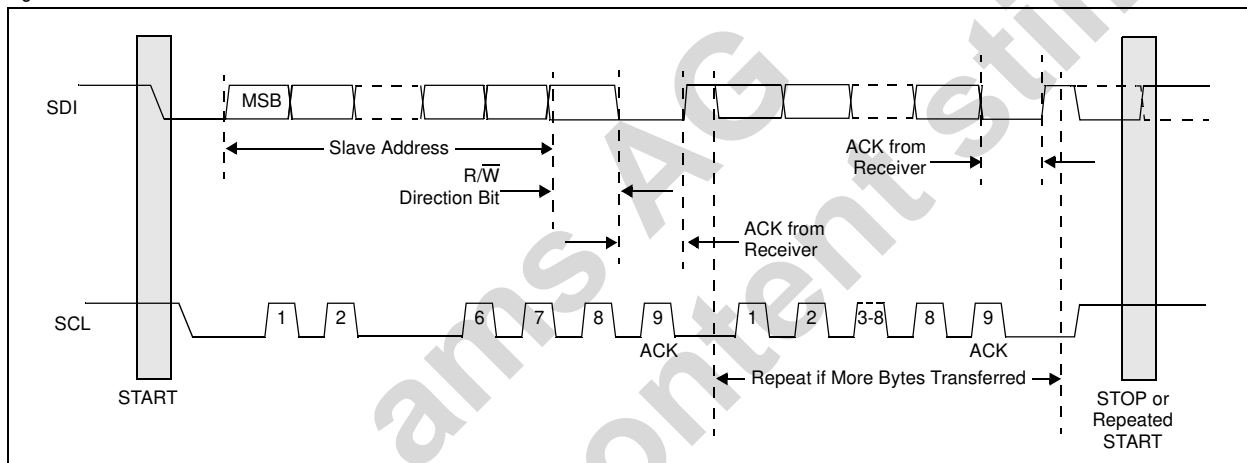 SDI
MSB
Slave Address
R/W̅
Direction Bit
ACK from
Receiver
ACK from
Receiver
SCL
1
2
6
7
8
9
ACK
1
2
3-8
8
9
ACK
Repeat if More Bytes Transferred
START
STOP or
Repeated
START
ams AG